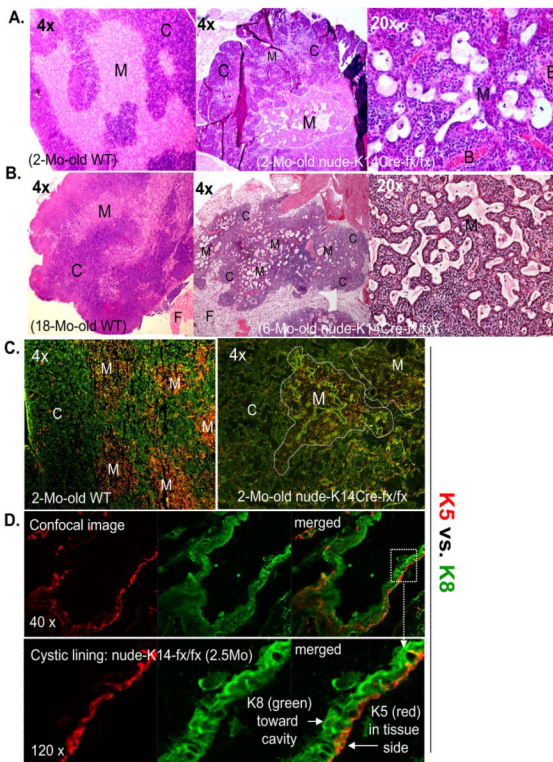 A.
4x
C
M
(2-Mo-old WT)
4x
C
M
C
M
(2-Mo-old nude-K14Cre-fx/fx)
20x
B
M
B
B.
4x
M
C
F
(18-Mo-old WT)
4x
C
M
M
M
C
M
C
C
F
(6-Mo-old nude-K14Cre-fx/fx)
20x
M
C.
4x
M
M
C
M
M
M
2-Mo-old WT
4x
M
C
M
2-Mo-old nude-K14Cre-fx/fx
K5 vs. K8
D.
Confocal image
merged
40 x
Cystic lining: nude-K14-fx/fx (2.5Mo)
merged
K8 (green)
toward
cavity
K5 (red)
in tissue
side
120 x